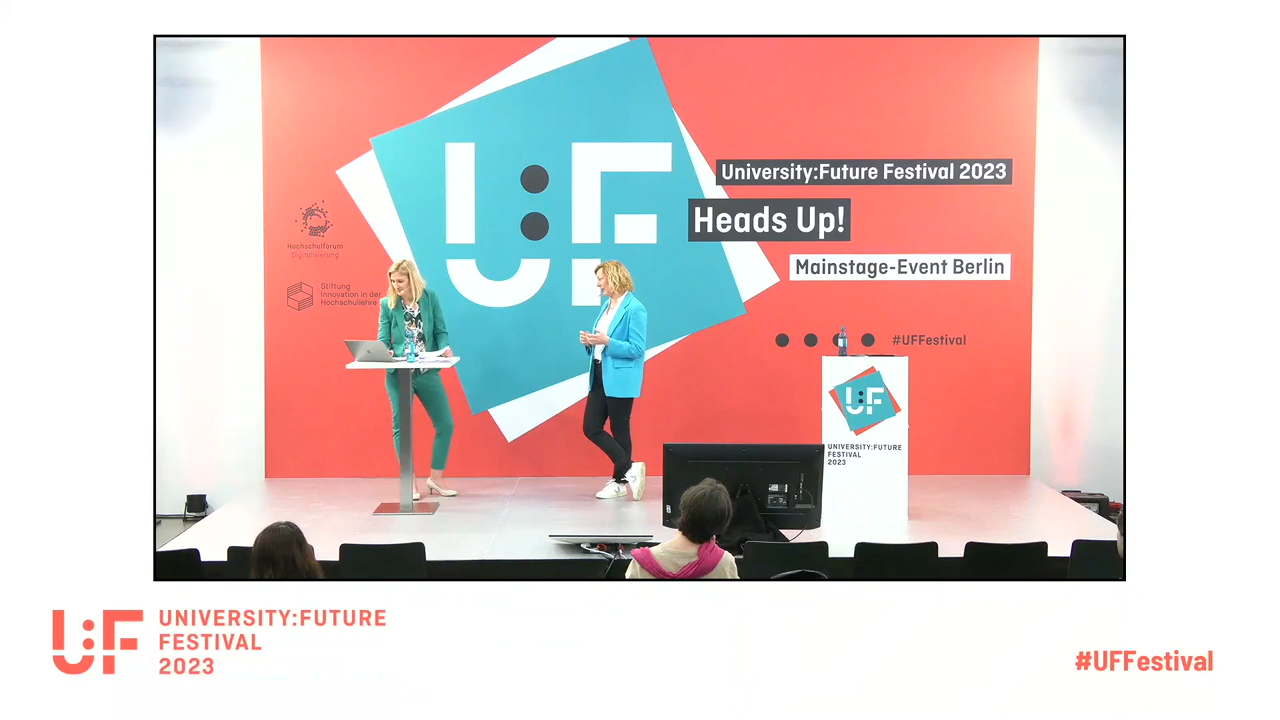 U:F
University:Future Festival 2023
Heads Up!
Mainstage-Event Berlin
Hochschulforum
Digitalisierung
Stiftung
Innovation in der
Hochschullehre
#UFFestival
U:F
UNIVERSITY:FUTURE
FESTIVAL
2023
U:F
UNIVERSITY:FUTURE
FESTIVAL
2023
#UFFestival